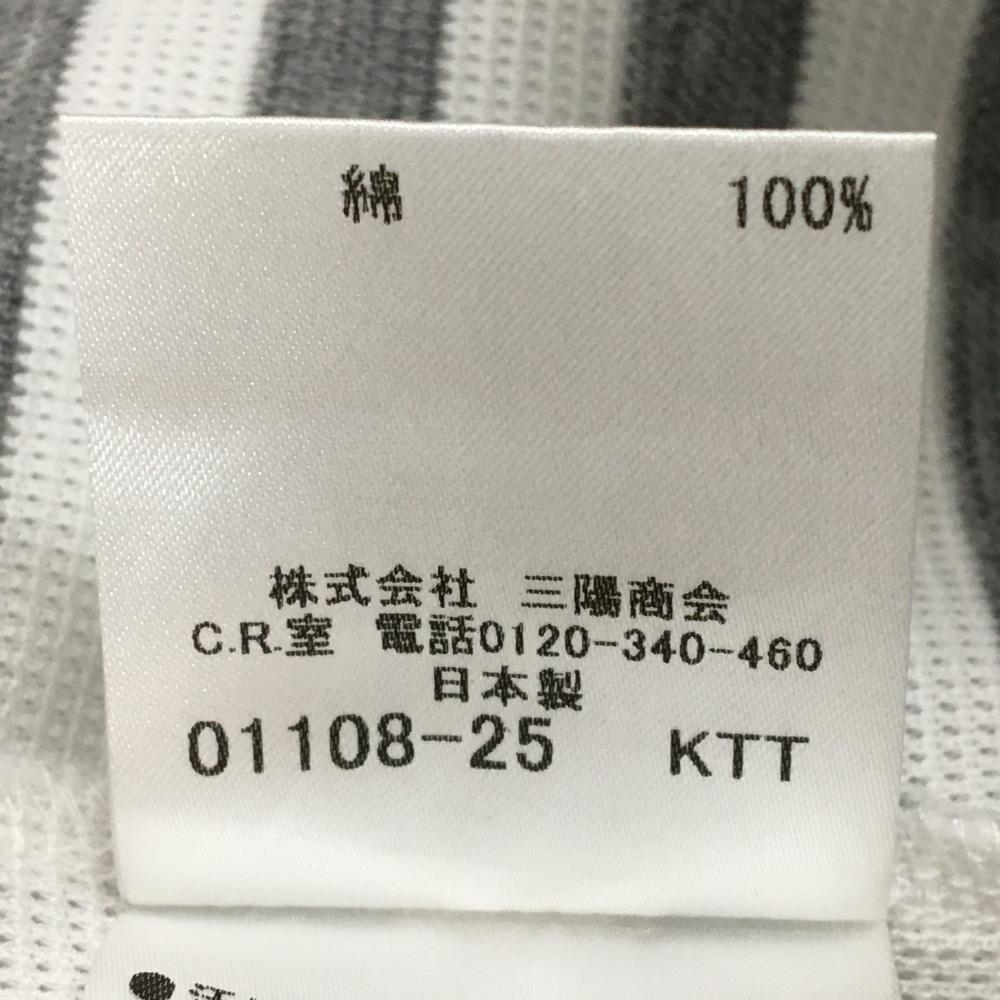 綿 100%
株式会社 三陽商会
C.R.室 電話0120-340-460
日本製
01108-25 KTT